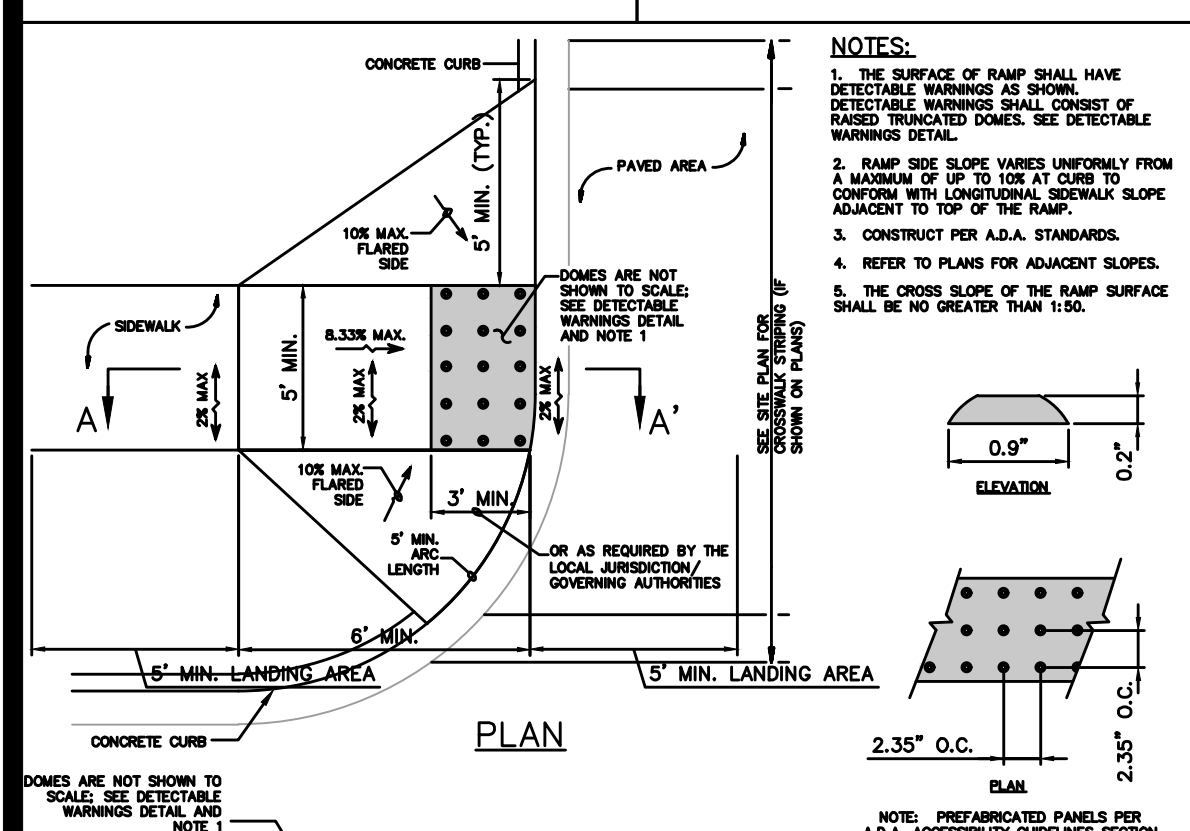 CONCRETE CURB
5' MIN. (TYP.)
PAVED AREA
10% MAX.
FLARED
SIDE
DOMES ARE NOT
SHOWN TO SCALE;
SEE DETECTABLE
WARNINGS DETAIL
AND NOTE 1
SIDEWALK
8.33% MAX.
5' MIN.
2% MAX
2% MAX
2% MAX
A
A'
SEE SITE PLAN FOR
CROSSWALK STRIPING (IF
SHOWN ON PLANS)
10% MAX.
FLARED
SIDE
3' MIN.
5' MIN.
ARC
LENGTH
OR AS REQUIRED BY THE
LOCAL JURISDICTION/
GOVERNING AUTHORITIES
6' MIN.
5' MIN. LANDING AREA
5' MIN. LANDING AREA
CONCRETE CURB
PLAN
DOMES ARE NOT SHOWN TO
SCALE; SEE DETECTABLE
WARNINGS DETAIL AND
NOTE 1
NOTES:
1. THE SURFACE OF RAMP SHALL HAVE
DETECTABLE WARNINGS AS SHOWN.
DETECTABLE WARNINGS SHALL CONSIST OF
RAISED TRUNCATED DOMES. SEE DETECTABLE
WARNINGS DETAIL.
2. RAMP SIDE SLOPE VARIES UNIFORMLY FROM
A MAXIMUM OF UP TO 10% AT CURB TO
CONFORM WITH LONGITUDINAL SIDEWALK SLOPE
ADJACENT TO TOP OF THE RAMP.
3. CONSTRUCT PER A.D.A. STANDARDS.
4. REFER TO PLANS FOR ADJACENT SLOPES.
5. THE CROSS SLOPE OF THE RAMP SURFACE
SHALL BE NO GREATER THAN 1:50.
0.9"
0.2"
ELEVATION
2.35" O.C.
2.35" O.C.
PLAN
NOTE: PREFABRICATED PANELS PER
A.D.A. ACCESSIBILITY GUIDELINES SECTION